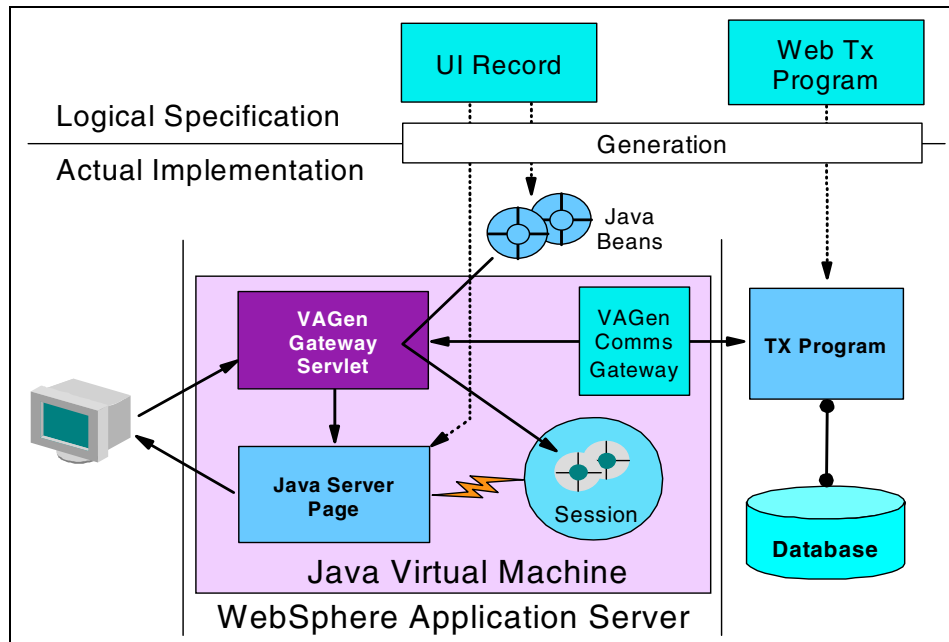 UI Record
Web Tx
Program
Logical Specification
Generation
Actual Implementation
Java
Beans
VAGen
Gateway
Servlet
VAGen
Comms
Gateway
TX Program
Java Server
Page
Session
Database
Java Virtual Machine
WebSphere Application Server